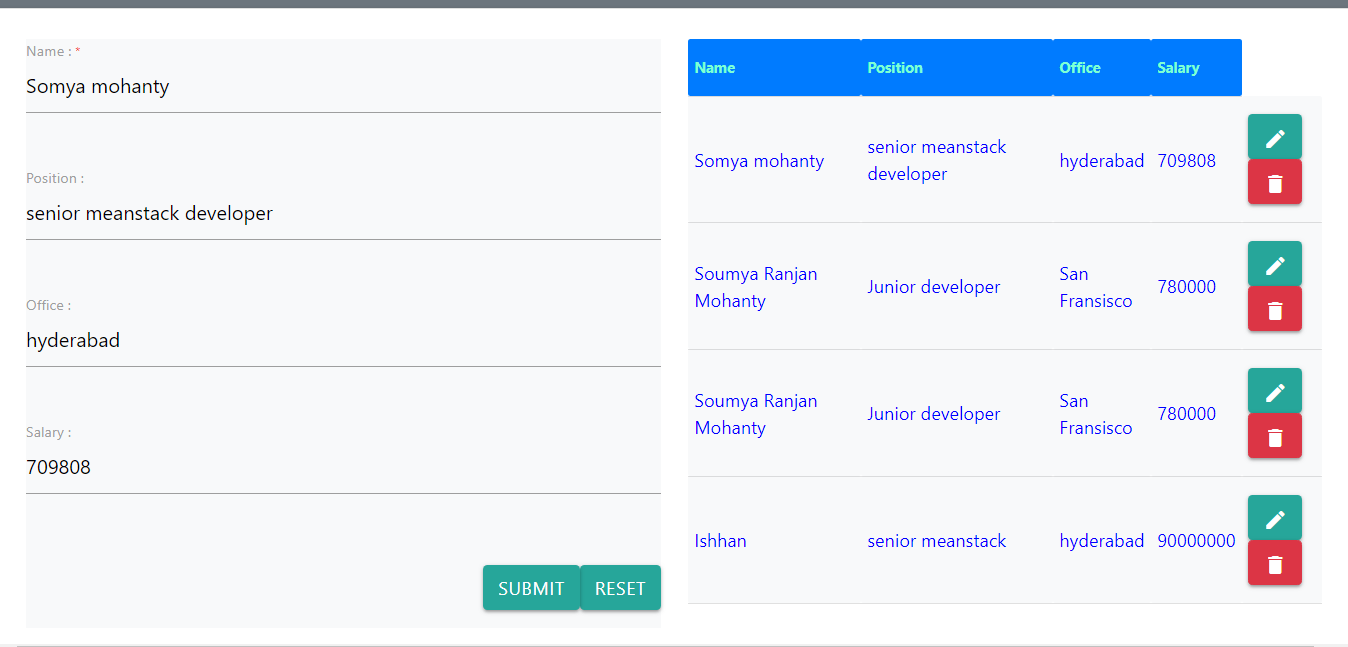 Name : *
Somya mohanty
Position :
senior meanstack developer
Office :
hyderabad
Salary :
709808
SUBMIT RESET
Name Position Office Salary
Somya mohanty senior meanstack hyderabad 709808
developer
Soumya Ranjan Junior developer San 780000
Mohanty Fransisco
Soumya Ranjan Junior developer San 780000
Mohanty Fransisco
Ishhan senior meanstack hyderabad 90000000